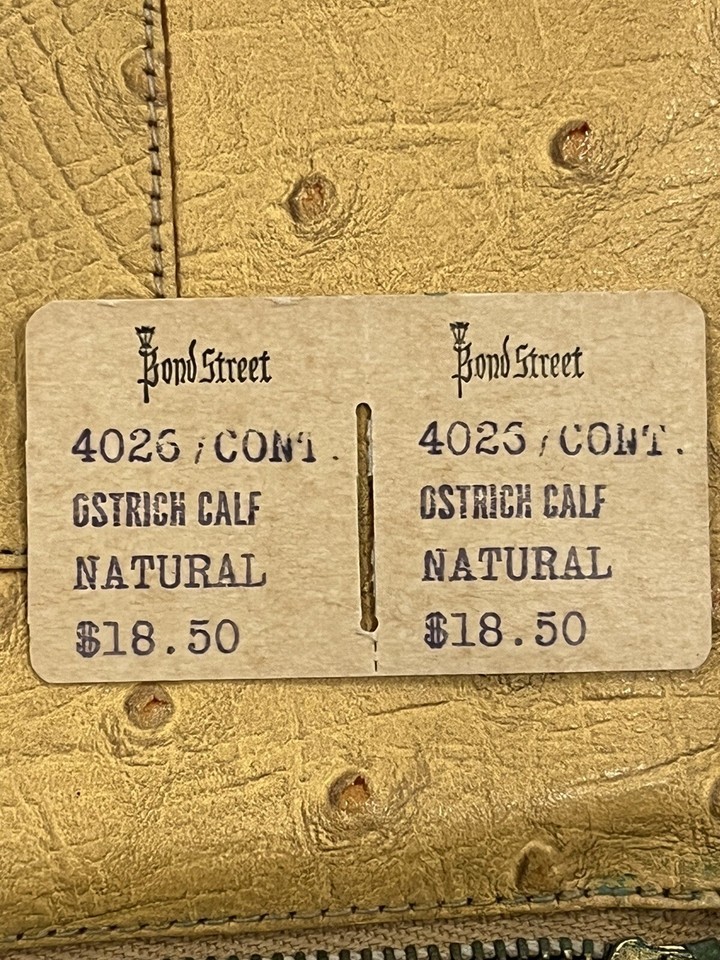 Bond Street
4026/CONT.
OSTRICH CALF
NATURAL
$18.50
Bond Street
4026/CONT.
OSTRICH CALF
NATURAL
$18.50